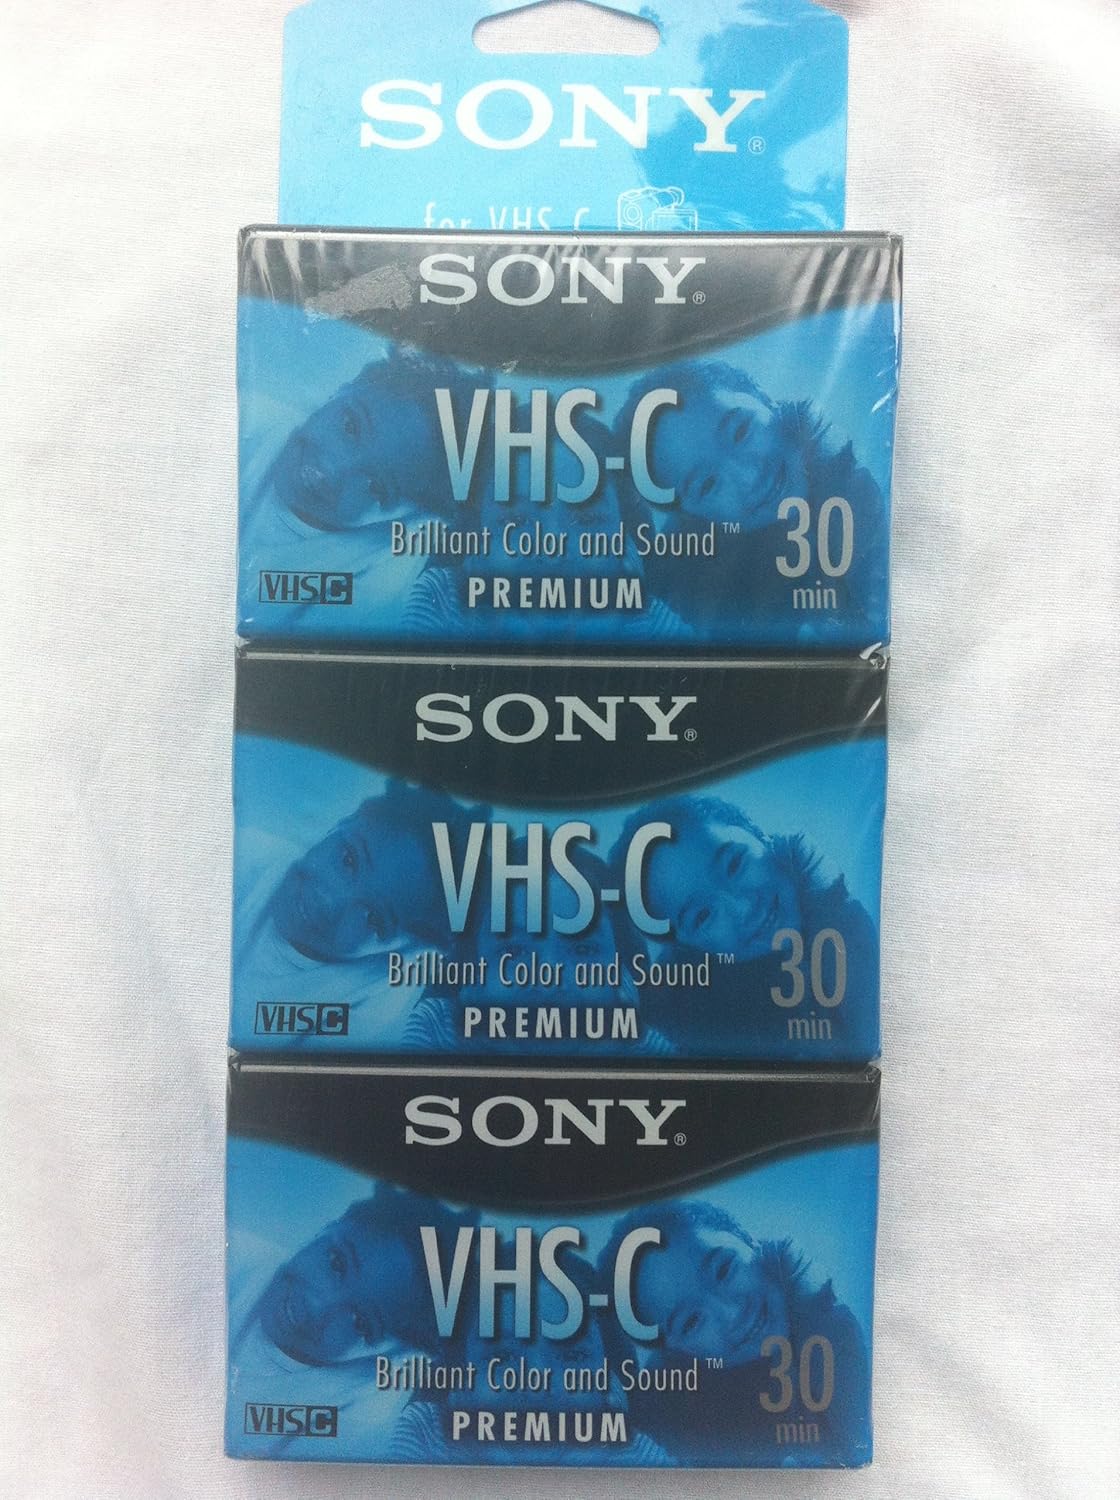 SONY®
for VHS-C
SONY®
VHS-C
Brilliant Color and Sound™
PREMIUM
30
min
VHS C
SONY®
VHS-C
Brilliant Color and Sound™
PREMIUM
30
min
VHS C
SONY®
VHS-C
Brilliant Color and Sound™
PREMIUM
30
min
VHS C